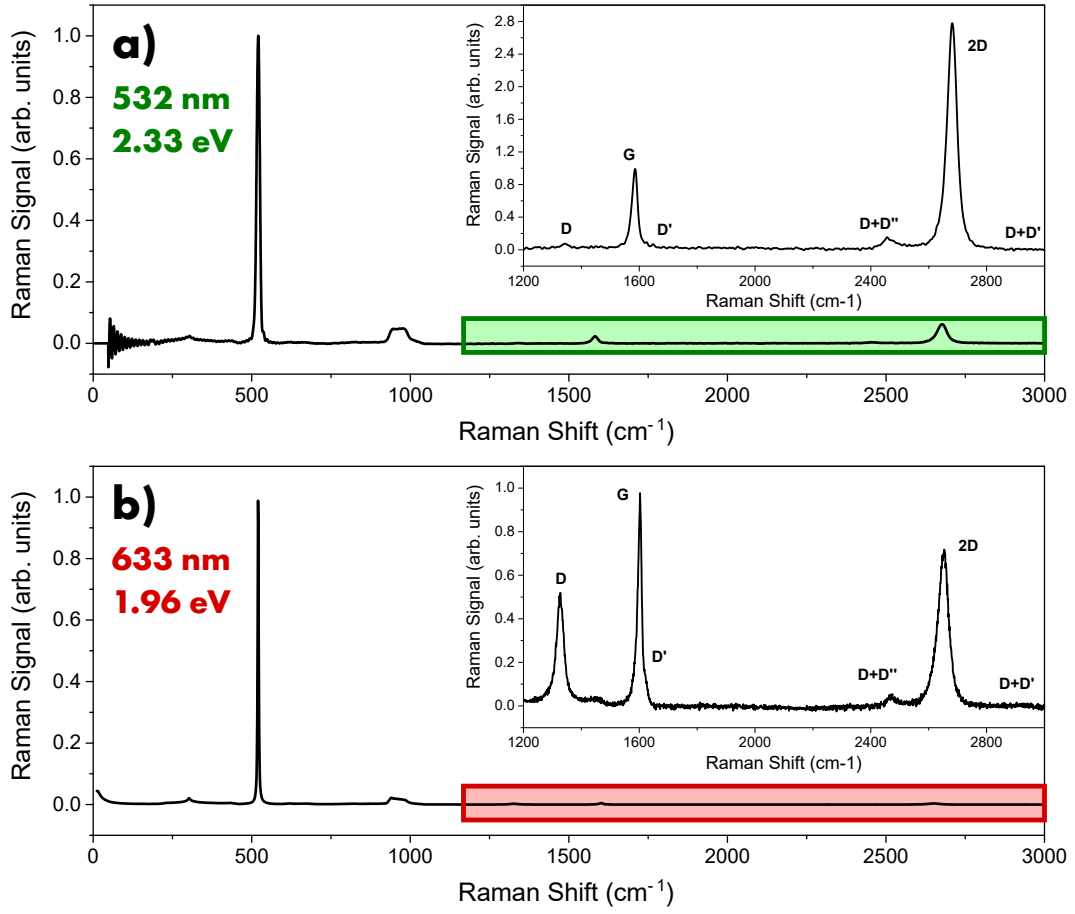 a)
532 nm
2.33 eV
Raman Signal (arb. units)
1.0
0.8
0.6
0.4
0.2
0.0
0 500 1000 1500 2000 2500 3000
Raman Shift (cm⁻¹)
Raman Signal (arb. units)
2.8
2.4
2.0
1.6
1.2
0.8
0.4
0.0
1200 1600 2000 2400 2800
Raman Shift (cm-1)
D
G
D'
D+D''
2D
D+D'
b)
633 nm
1.96 eV
Raman Signal (arb. units)
1.0
0.8
0.6
0.4
0.2
0.0
0 500 1000 1500 2000 2500 3000
Raman Shift (cm⁻¹)
Raman Signal (arb. units)
1.0
0.8
0.6
0.4
0.2
0.0
1200 1600 2000 2400 2800
Raman Shift (cm-1)
D
G
D'
D+D''
2D
D+D'